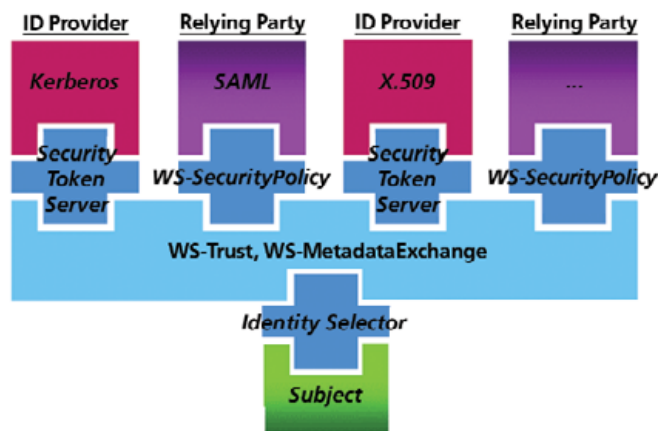 ID Provider Relying Party ID Provider Relying Party
Kerberos SAML X.509 ...
Security Token Server
WS-SecurityPolicy
Security Token Server
WS-SecurityPolicy
WS-Trust, WS-MetadataExchange
Identity Selector
Subject